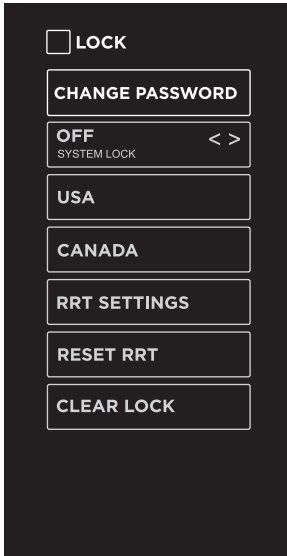 LOCK
CHANGE PASSWORD
OFF < >
SYSTEM LOCK
USA
CANADA
RRT SETTINGS
RESET RRT
CLEAR LOCK